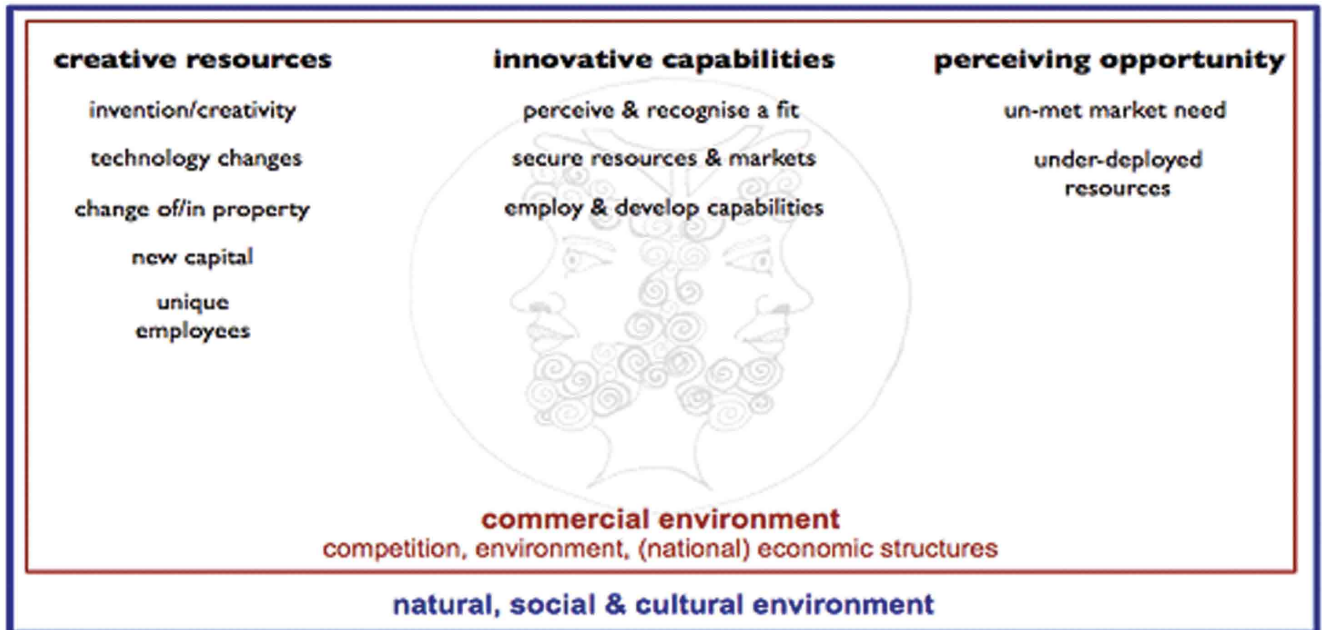 creative resources
invention/creativity
technology changes
change of/in property
new capital
unique
employees
innovative capabilities
perceive & recognise a fit
secure resources & markets
employ & develop capabilities
perceiving opportunity
un-met market need
under-deployed
resources
commercial environment
competition, environment, (national) economic structures
natural, social & cultural environment